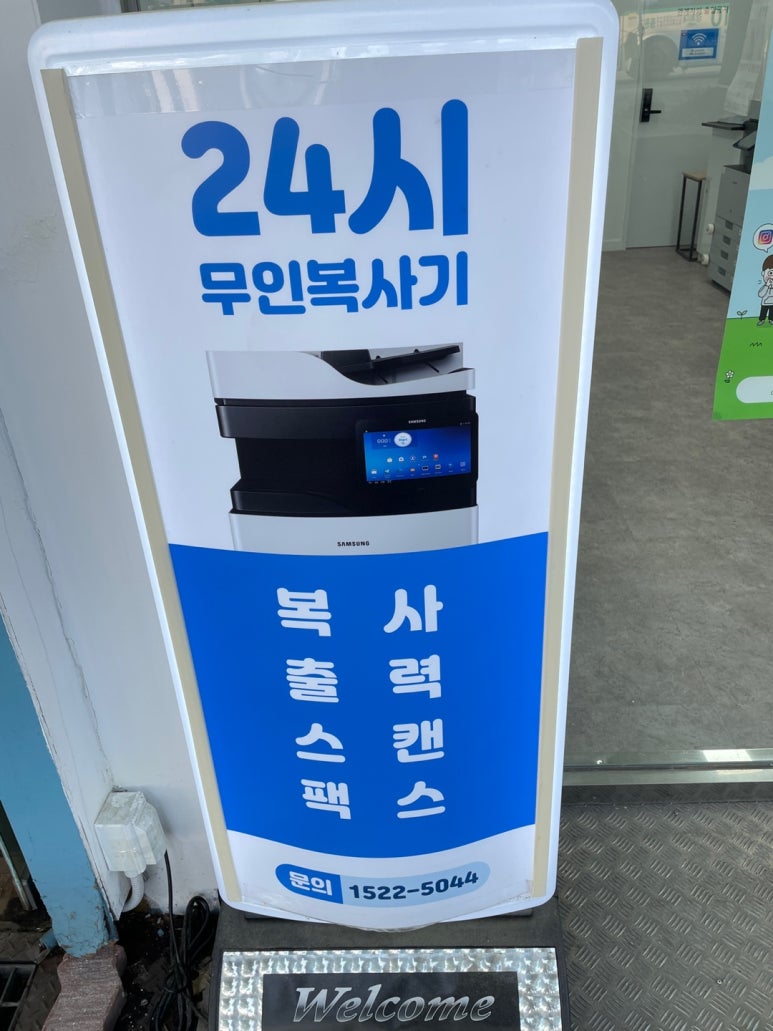 24시
무인복사기
SAMSUNG
SAMSUNG
복 사
출 력
스 캔
팩 스
문의 1522-5044
Welcome